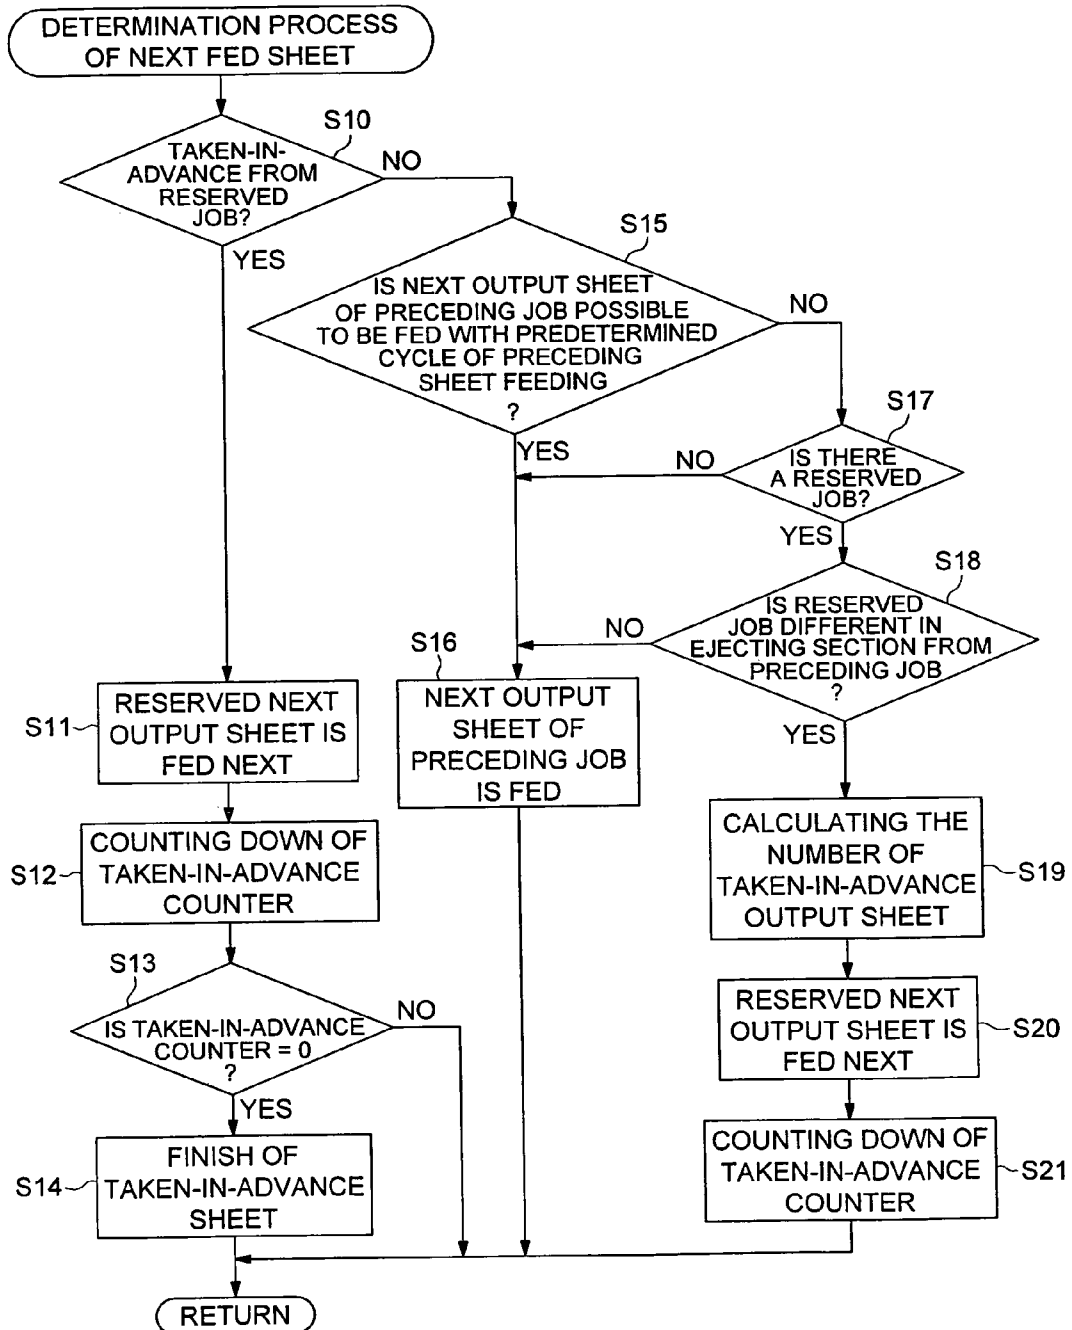 DETERMINATION PROCESS
OF NEXT FED SHEET
S10
TAKEN-IN-
ADVANCE FROM
RESERVED
JOB?
NO
YES
S15
IS NEXT OUTPUT SHEET
OF PRECEDING JOB POSSIBLE
TO BE FED WITH PREDETERMINED
CYCLE OF PRECEDING
SHEET FEEDING
?
NO
YES
S17
IS THERE
A RESERVED
JOB?
NO
YES
S18
IS RESERVED
JOB DIFFERENT IN
EJECTING SECTION FROM
PRECEDING JOB
?
NO
YES
S16
NEXT OUTPUT
SHEET OF
PRECEDING JOB
IS FED
S11
RESERVED NEXT
OUTPUT SHEET IS
FED NEXT
S12
COUNTING DOWN OF
TAKEN-IN-ADVANCE
COUNTER
S13
IS TAKEN-IN-ADVANCE
COUNTER = 0
?
NO
YES
S14
FINISH OF
TAKEN-IN-ADVANCE
SHEET
CALCULATING THE
NUMBER OF
TAKEN-IN-ADVANCE
OUTPUT SHEET
S19
RESERVED NEXT
OUTPUT SHEET IS
FED NEXT
S20
COUNTING DOWN OF
TAKEN-IN-ADVANCE
COUNTER
S21
RETURN